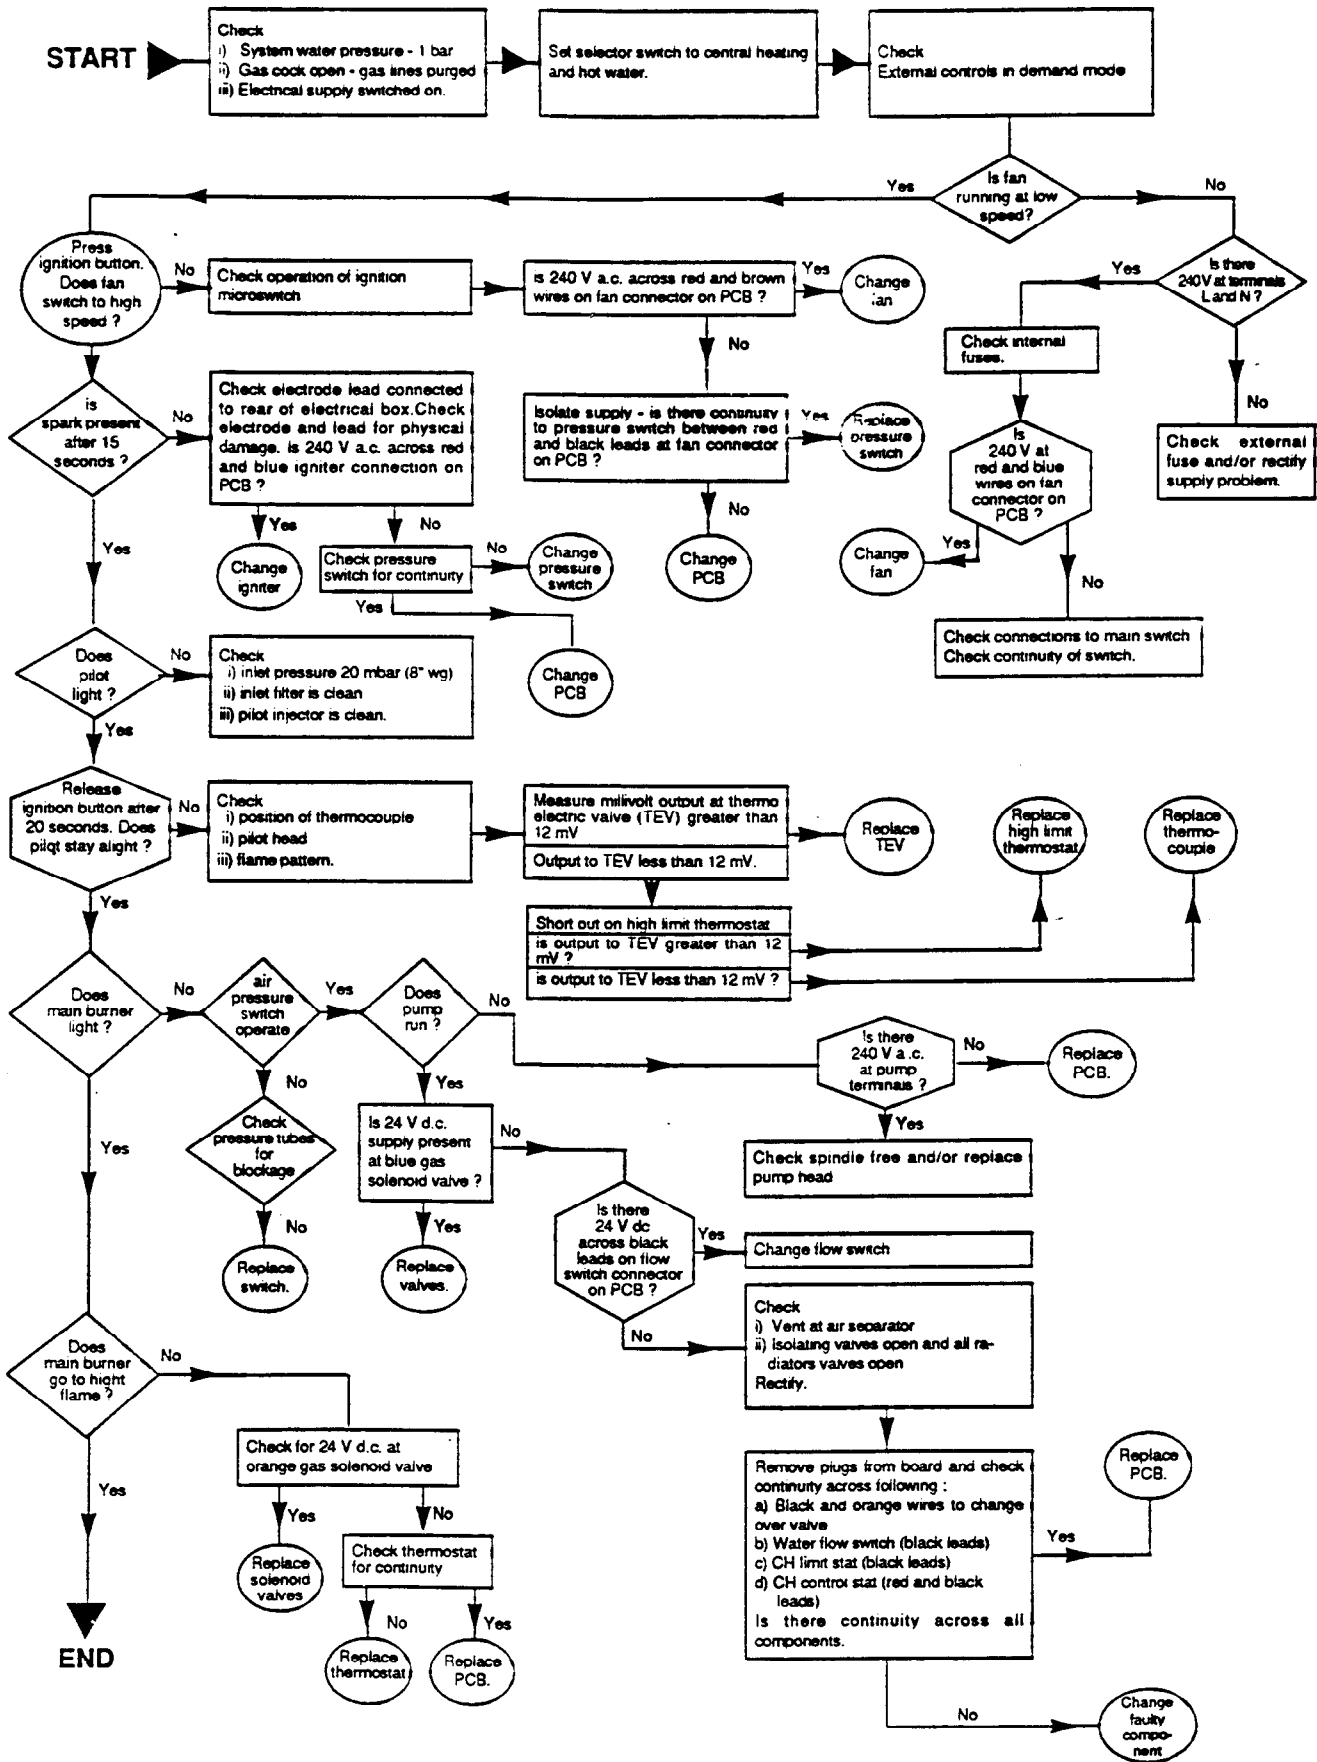 START
Check
i) System water pressure - 1 bar
ii) Gas cock open - gas lines purged
iii) Electrical supply switched on.
Set selector switch to central heating
and hot water.
Check
External controls in demand mode
Is fan
running at low
speed?
Yes
No
Press
ignition button.
Does fan
switch to high
speed ?
No
Check operation of ignition
microswitch
is 240 V a.c. across red and brown
wires on fan connector on PCB ?
Yes
Change
fan
No
Yes
Is there
240V at terminals
L and N ?
Check internal
fuses.
No
Check external
fuse and/or rectify
supply problem.
is
spark present
after 15
seconds ?
No
Check electrode lead connected
to rear of electrical box.Check
electrode and lead for physical
damage. is 240 V a.c. across red
and blue igniter connection on
PCB ?
Isolate supply - is there continuity
to pressure switch between red
and black leads at fan connector
on PCB ?
Yes
Replace
pressure
switch
Is
240 V at
red and blue
wires on fan
connector on
PCB ?
Yes
Change
fan
No
Check connections to main switch
Check continuity of switch.
Yes
Yes
Change
igniter
No
Check pressure
switch for continuity
No
Change
pressure
switch
Yes
Change
PCB
No
Change
PCB
Does
pilot
light ?
No
Check
i) inlet pressure 20 mbar (8" wg)
ii) inlet filter is clean
iii) pilot injector is clean.
Yes
Release
ignition button after
20 seconds. Does
pilot stay alight ?
No
Check
i) position of thermocouple
ii) pilot head
iii) flame pattern.
Measure millivolt output at thermo
electric valve (TEV) greater than
12 mV
Output to TEV less than 12 mV.
Replace
TEV
Replace
high limit
thermostat
Replace
thermo-
couple
Short out on high limit thermostat
is output to TEV greater than 12
mV ?
is output to TEV less than 12 mV ?
Yes
Does
main burner
light ?
No
air
pressure
switch
operate
Yes
Does
pump
run ?
No
Is there
240 V a.c.
at pump
terminals ?
No
Replace
PCB.
Yes
Check spindle free and/or replace
pump head
No
Check
pressure tubes
for
blockage
No
Replace
switch.
Yes
Is 24 V d.c.
supply present
at blue gas
solenoid valve ?
No
Yes
Replace
valves.
Is there
24 V dc
across black
leads on flow
switch connector
on PCB ?
Yes
Change flow switch
No
Check
i) Vent at air separator
ii) Isolating valves open and all ra-
diators valves open
Rectify.
Yes
Does
main burner
go to hight
flame ?
No
Check for 24 V d.c. at
orange gas solenoid valve
Yes
Replace
solenoid
valves
No
Check thermostat
for continuity
No
Replace
thermostat
Yes
Replace
PCB.
Remove plugs from board and check
continuity across following :
a) Black and orange wires to change
over valve
b) Water flow switch (black leads)
c) CH limit stat (black leads)
d) CH control stat (red and black
leads)
Is there continuity across all
components.
Yes
Replace
PCB.
No
Change
faulty
compo-
nent
Yes
END